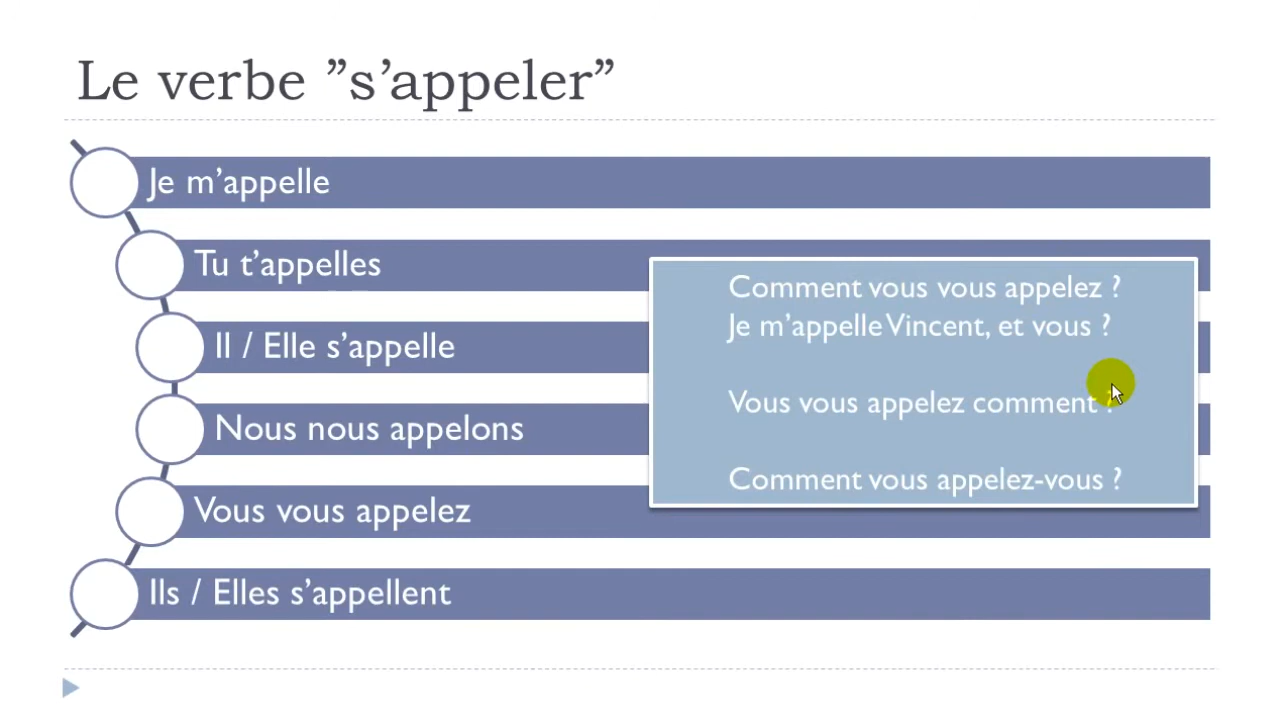 Le verbe ”s’appeler”
Je m’appelle
Tu t’appelles
Il / Elle s’appelle
Nous nous appelons
Vous vous appelez
Ils / Elles s’appellent
Comment vous vous appelez ?
Je m’appelle Vincent, et vous ?
Vous vous appelez comment ?
Comment vous appelez-vous ?